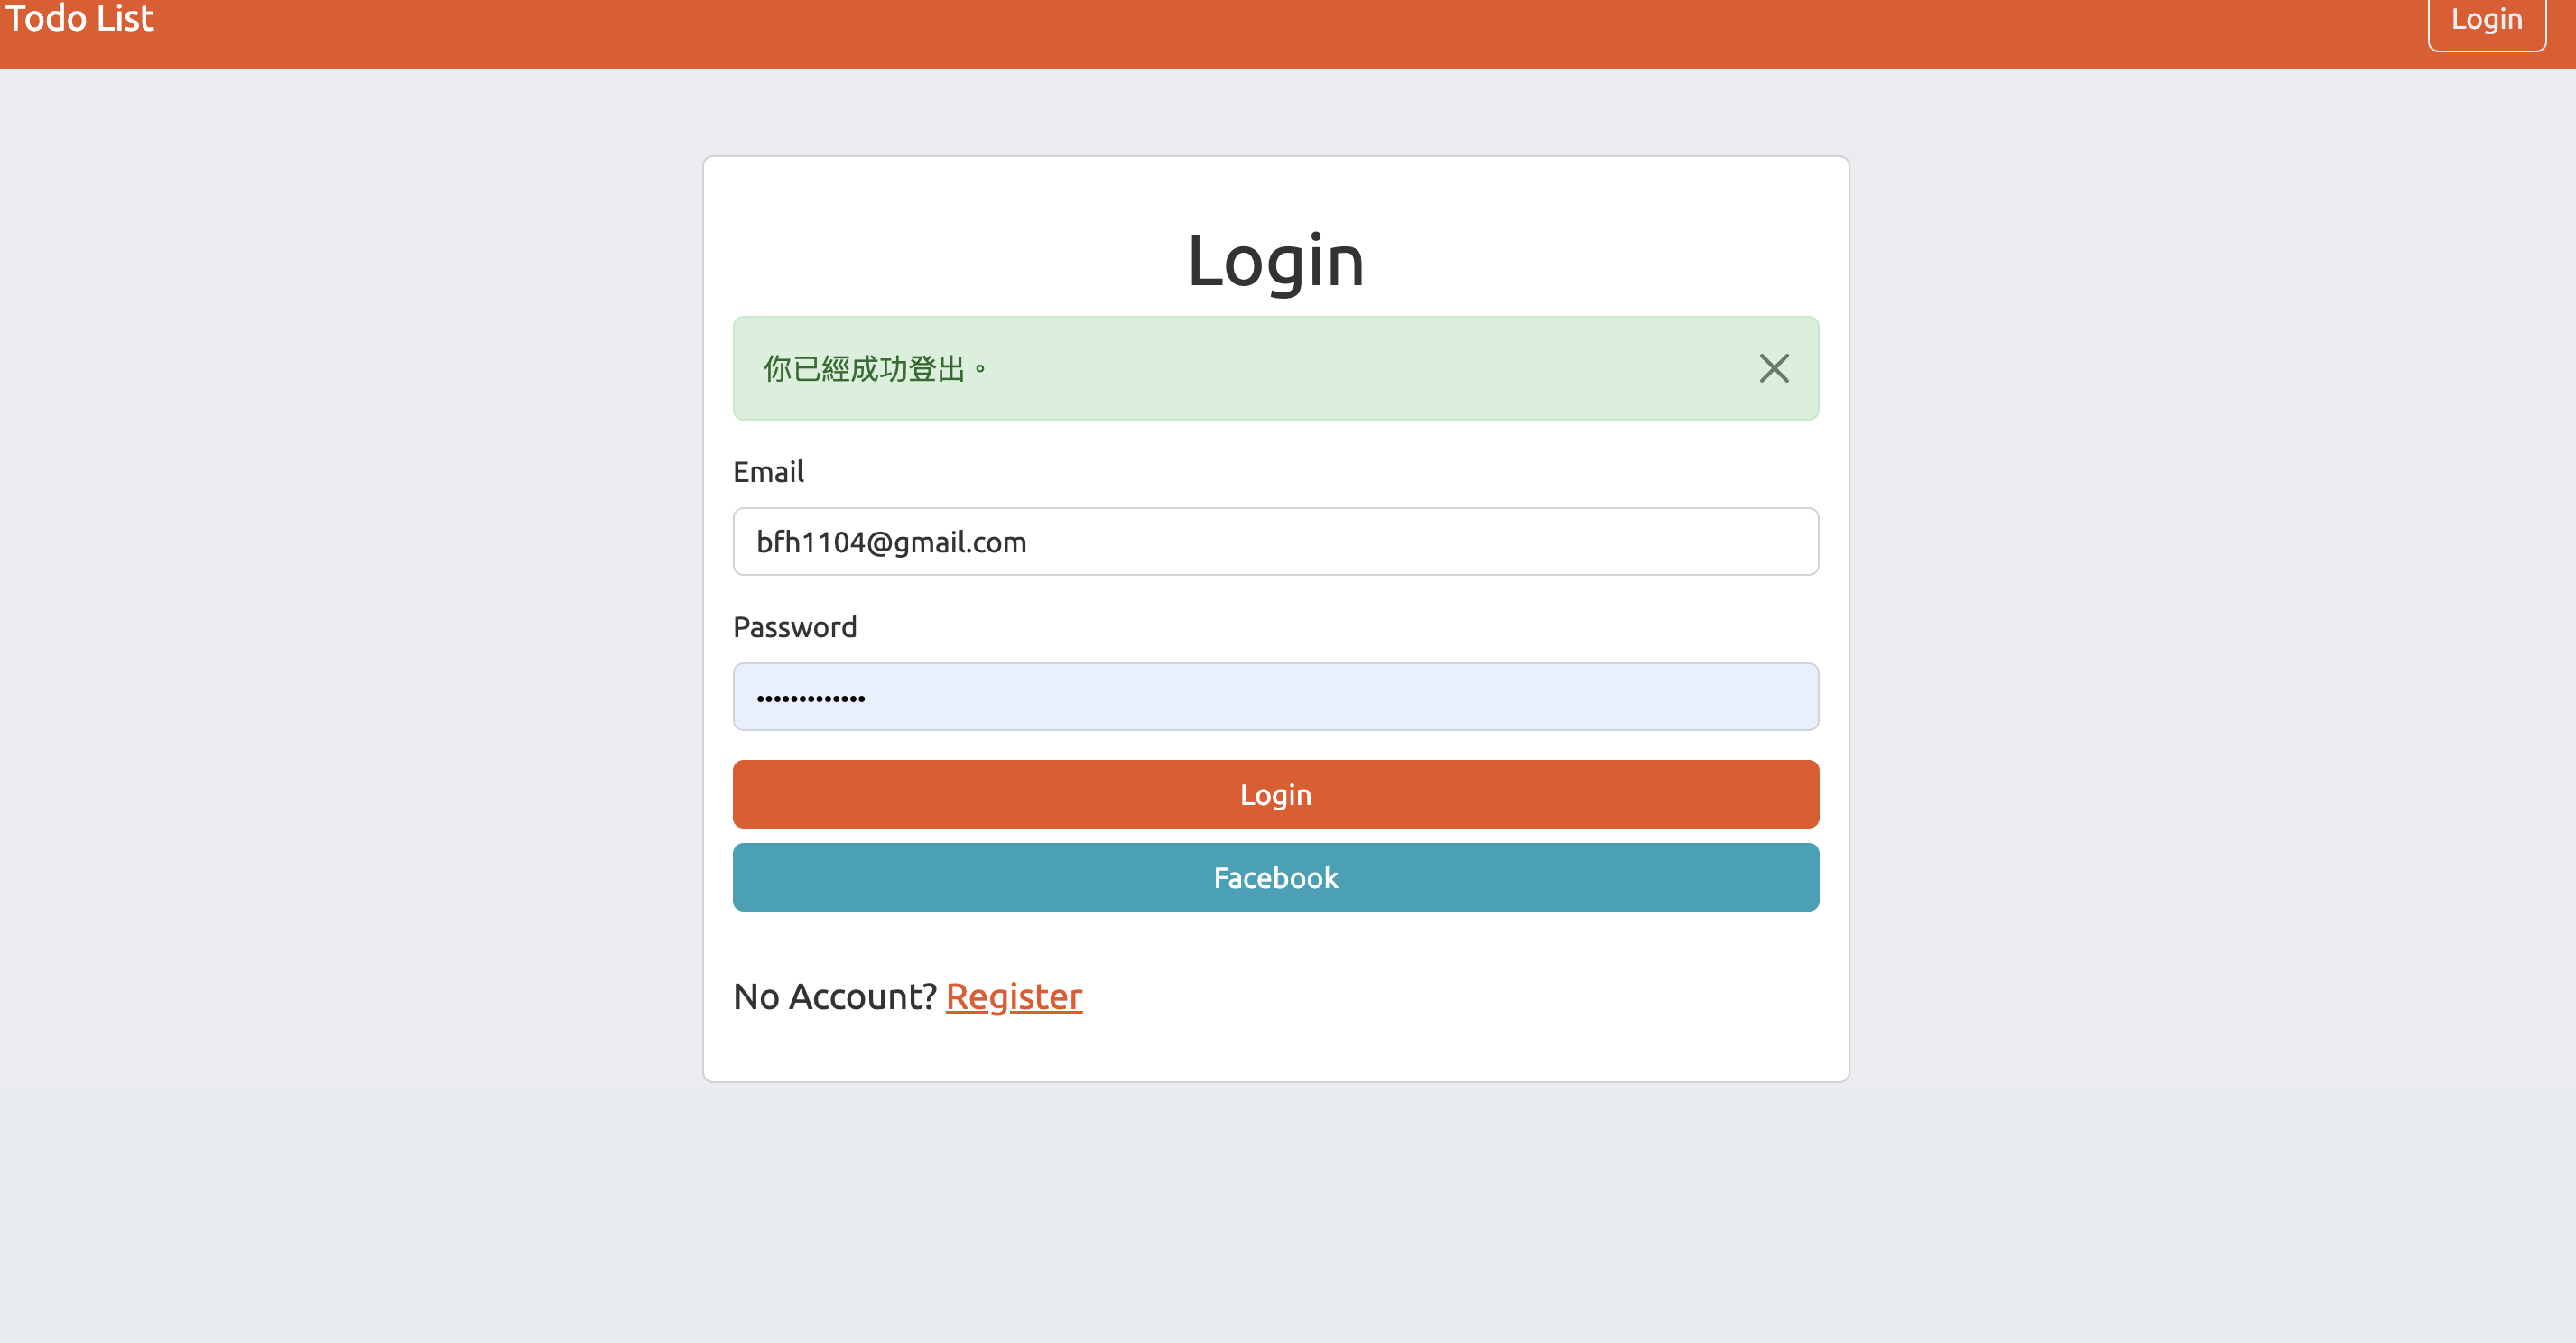 Todo List
Login
Login
你已經成功登出。
Email
bfh1104@gmail.com
Password
•••••••••••••
Login
Facebook
No Account? Register